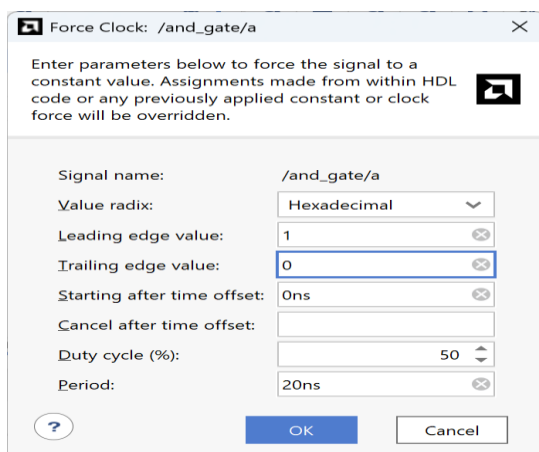 Force Clock: /and_gate/a
Enter parameters below to force the signal to a
constant value. Assignments made from within HDL
code or any previously applied constant or clock
force will be overridden.
Signal name: /and_gate/a
Value radix: Hexadecimal
Leading edge value: 1
Trailing edge value: 0
Starting after time offset: 0ns
Cancel after time offset:
Duty cycle (%): 50
Period: 20ns
? OK Cancel